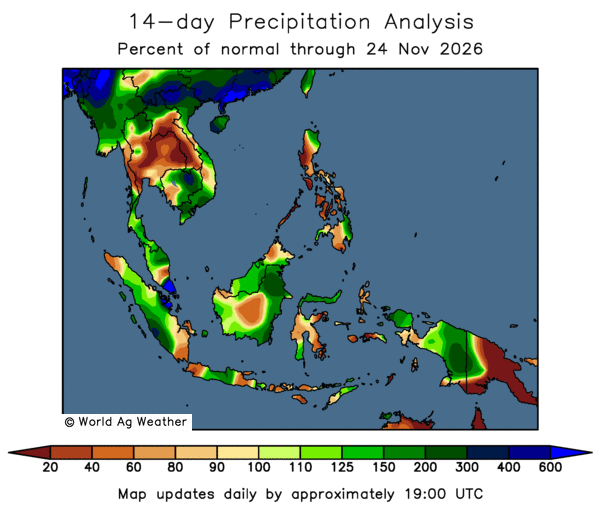 14-day Precipitation Analysis
Percent of normal through 24 Nov 2026
© World Ag Weather
20 40 60 80 90 100 110 125 150 200 300 400 600
Map updates daily by approximately 19:00 UTC